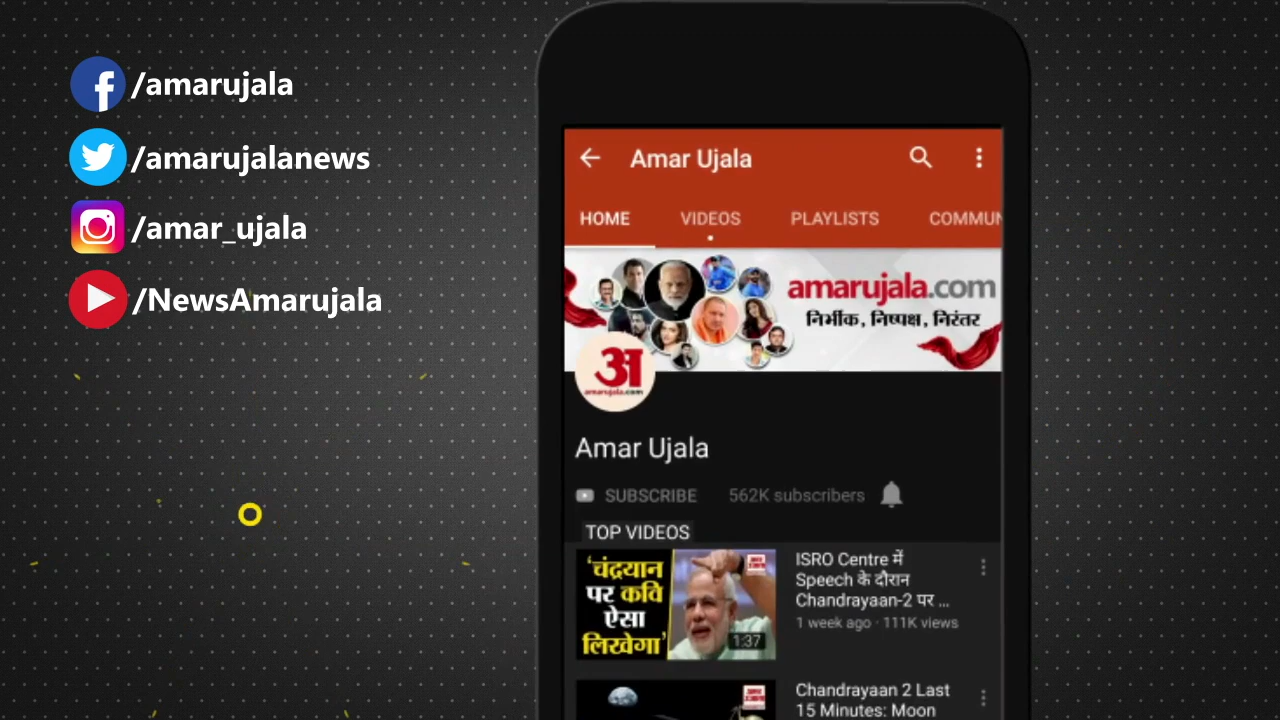 /amarujala
/amarujalanews
/amar_ujala
/NewsAmarujala
Amar Ujala
HOME VIDEOS PLAYLISTS COMMUN
amarujala.com
निर्भीक, निष्पक्ष, निरंतर
अ
amarujala.com
Amar Ujala
SUBSCRIBE 562K subscribers
TOP VIDEOS
'चंद्रयान
पर कवि
ऐसा
लिखेगा'
1:37
ISRO Centre में
Speech के दौरान
Chandrayaan-2 पर ...
1 week ago · 111K views
Chandrayaan 2 Last
15 Minutes: Moon